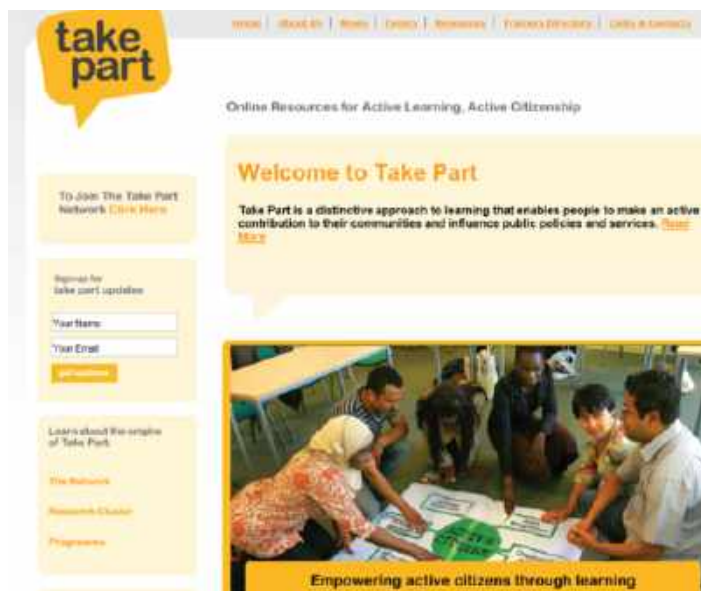 take
part
Home | About Us | News | Events | Resources | Trainers Directory | Links & Contacts
Online Resources for Active Learning, Active Citizenship
Welcome to Take Part
Take Part is a distinctive approach to learning that enables people to make an active
contribution to their communities and influence public policies and services. Read
More
To Join The Take Part
Network Click Here
Sign up for
take part updates
Your Name
Your Email
get updates
Learn about the origins
of Take Part
The Network
Research Cluster
Programme
Empowering active citizens through learning